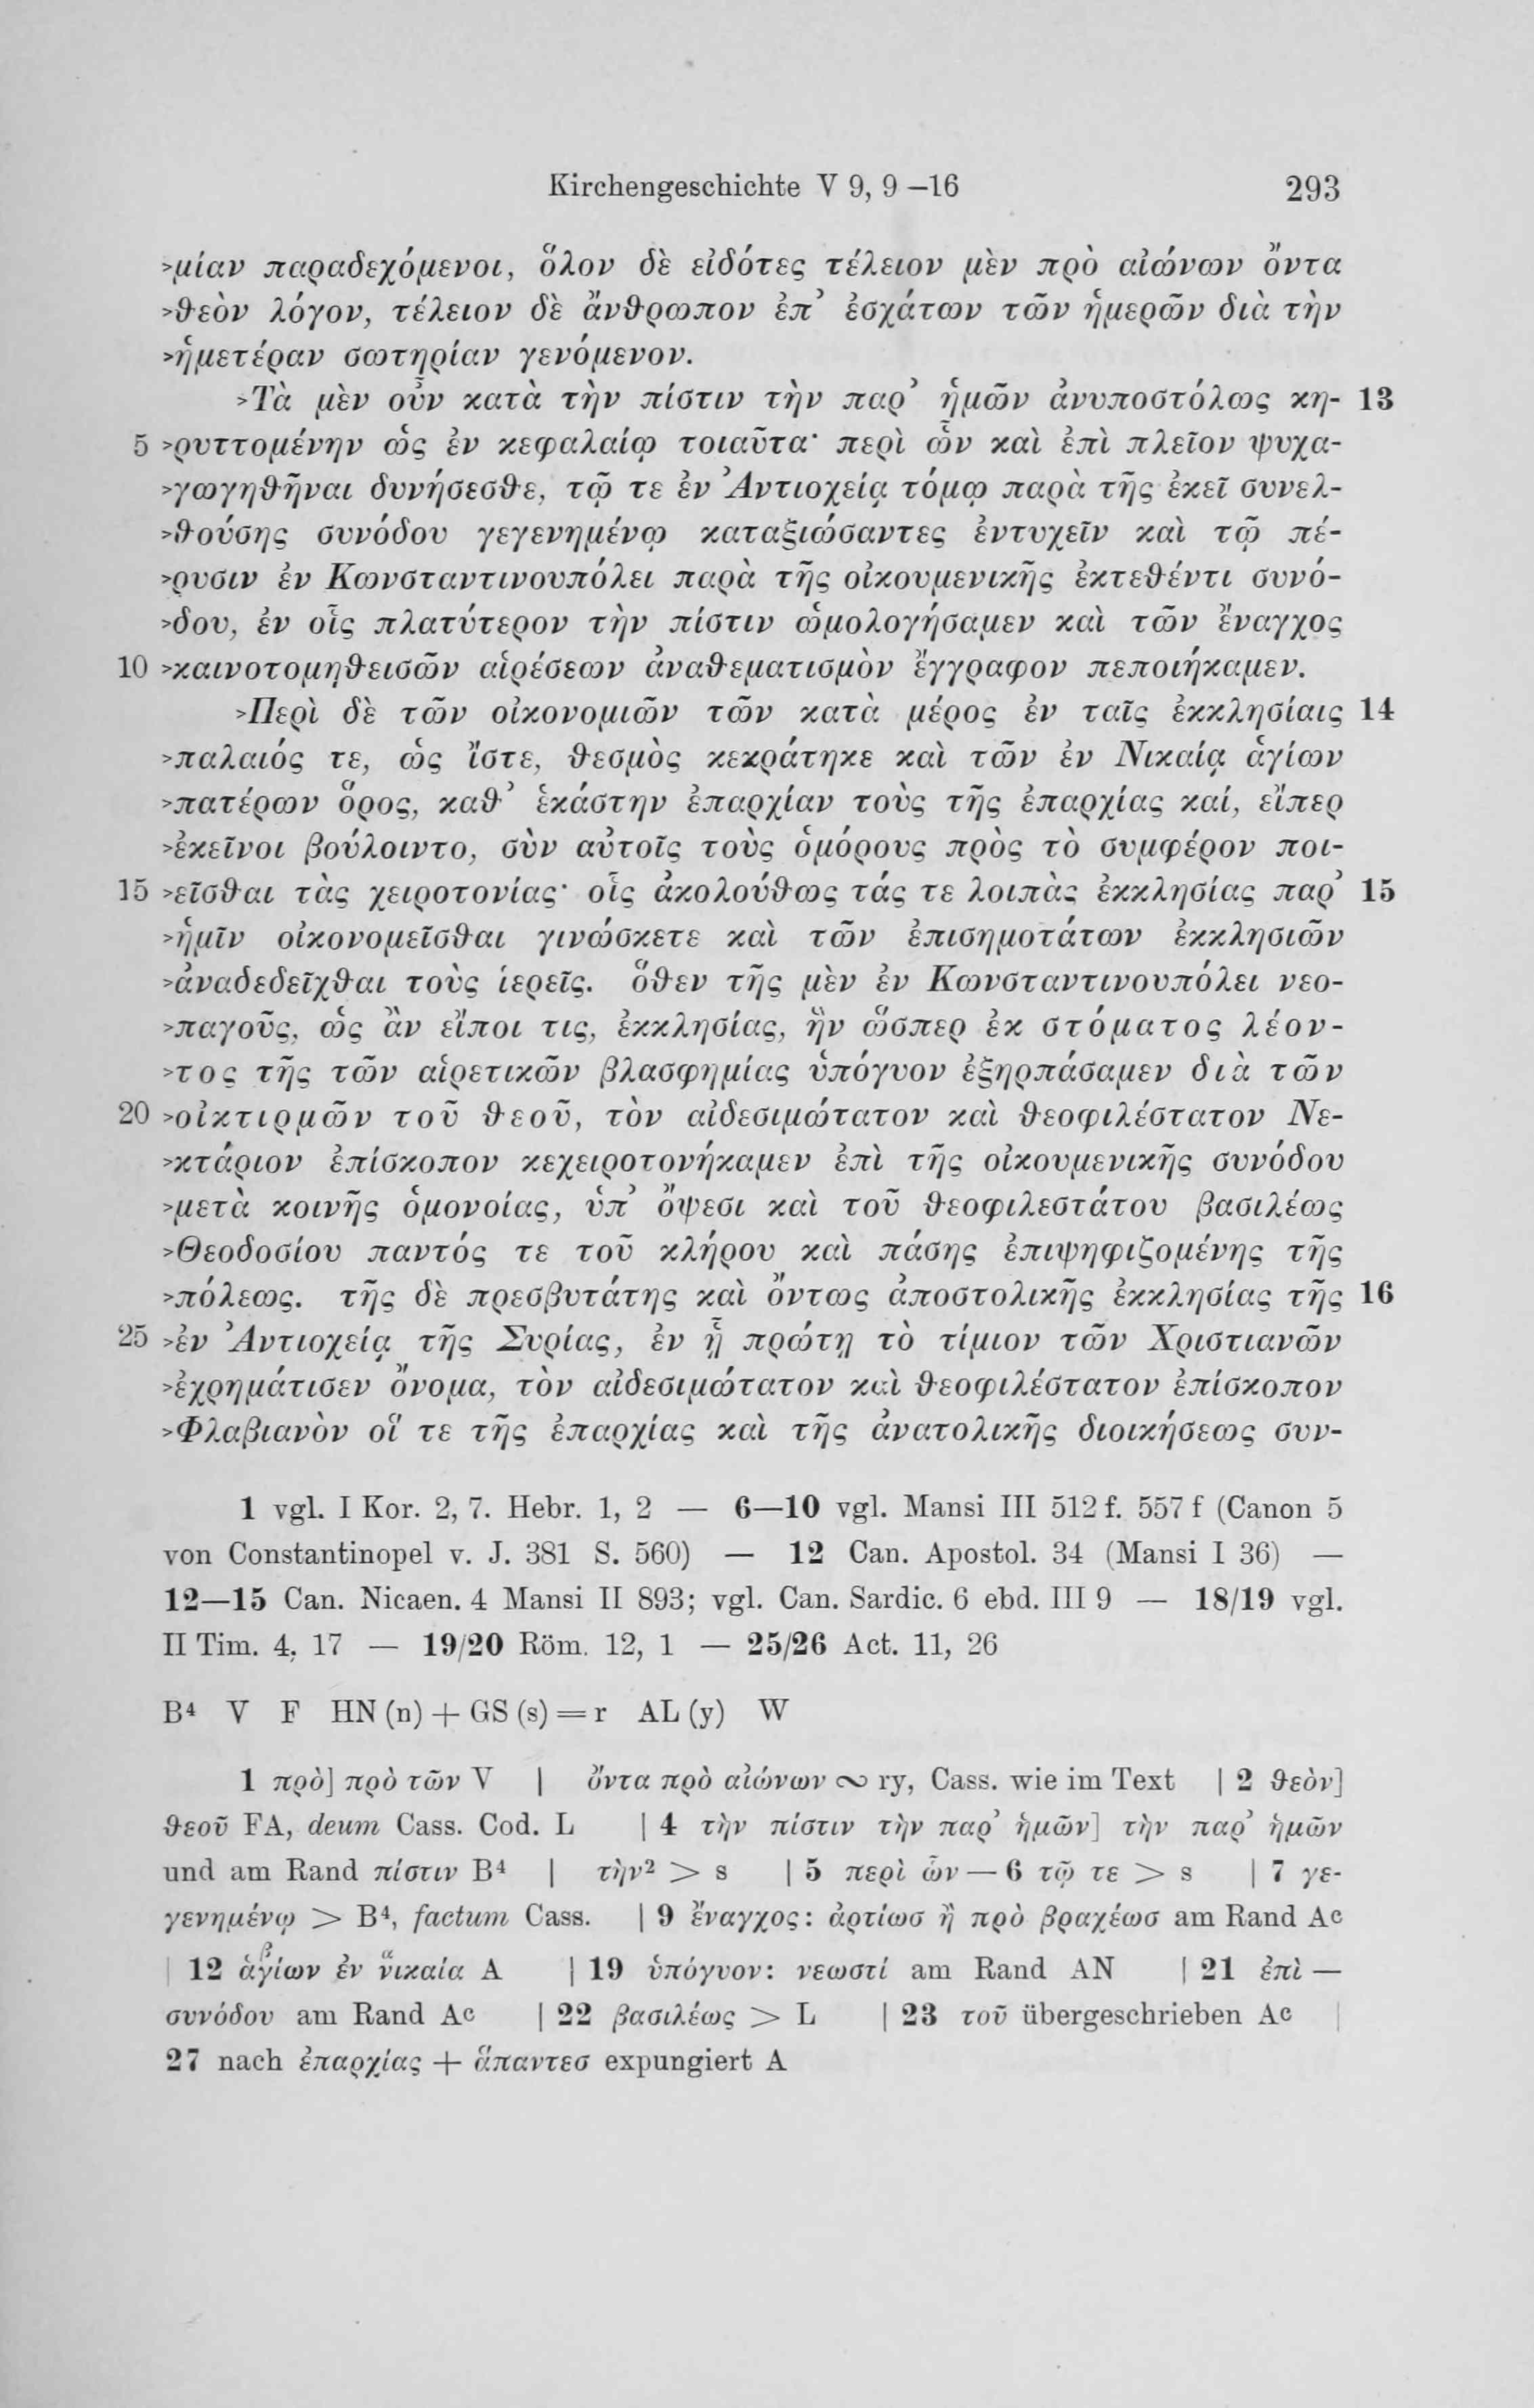 Kirchengeschichte V 9, 9 –16 293
>μίαν παραδεχόμενοι, ὅλον δὲ εἰδότες τέλειον μὲν πρὸ αἰώνων ὄντα
>θεὸν λόγον, τέλειον δὲ ἄνθρωπον ἐπ’ ἐσχάτων τῶν ἡμερῶν διὰ τὴν
>ἡμετέραν σωτηρίαν γενόμενον.
>Τὰ μὲν οὖν κατὰ τὴν πίστιν τὴν παρ’ ἡμῶν ἀνυποστόλως κη- 13
5 >ρυττομένην ὡς ἐν κεφαλαίῳ τοιαῦτα· περὶ ὧν καὶ ἐπὶ πλεῖον ψυχα-
>γωγηθῆναι δυνήσεσθε, τῷ τε ἐν Ἀντιοχείᾳ τόμῳ παρὰ τῆς ἐκεῖ συνελ-
>θούσης συνόδου γεγενημένῳ καταξιώσαντες ἐντυχεῖν καὶ τῷ πέ-
>ρυσιν ἐν Κωνσταντινουπόλει παρὰ τῆς οἰκουμενικῆς ἐκτεθέντι συνό-
>δου, ἐν οἷς πλατύτερον τὴν πίστιν ὡμολογήσαμεν καὶ τῶν ἔναγχος
10 >καινοτομηθεισῶν αἱρέσεων ἀναθεματισμὸν ἔγγραφον πεποιήκαμεν.
>Περὶ δὲ τῶν οἰκονομιῶν τῶν κατὰ μέρος ἐν ταῖς ἐκκλησίαις 14
>παλαιός τε, ὡς ἴστε, θεσμὸς κεκράτηκε καὶ τῶν ἐν Νικαίᾳ ἁγίων
>πατέρων ὅρος, καθ’ ἑκάστην ἐπαρχίαν τοὺς τῆς ἐπαρχίας καί, εἴπερ
>ἐκεῖνοι βούλοιντο, σὺν αὐτοῖς τοὺς ὁμόρους πρὸς τὸ συμφέρον ποι-
15 >εῖσθαι τὰς χειροτονίας· οἷς ἀκολούθως τάς τε λοιπὰς ἐκκλησίας παρ’ 15
>ἡμῖν οἰκονομεῖσθαι γινώσκετε καὶ τῶν ἐπισημοτάτων ἐκκλησιῶν
>ἀναδεδεῖχθαι τοὺς ἱερεῖς. ὅθεν τῆς μὲν ἐν Κωνσταντινουπόλει νεο-
>παγοῦς, ὡς ἂν εἴποι τις, ἐκκλησίας, ἣν ὥσπερ ἐκ στόματος λέον-
>τος τῆς τῶν αἱρετικῶν βλασφημίας ὑπόγυον ἐξηρπάσαμεν διὰ τῶν
20 >οἰκτιρμῶν τοῦ θεοῦ, τὸν αἰδεσιμώτατον καὶ θεοφιλέστατον Νε-
>κτάριον ἐπίσκοπον κεχειροτονήκαμεν ἐπὶ τῆς οἰκουμενικῆς συνόδου
>μετὰ κοινῆς ὁμονοίας, ὑπ’ ὄψεσι καὶ τοῦ θεοφιλεστάτου βασιλέως
>Θεοδοσίου παντός τε τοῦ κλήρου καὶ πάσης ἐπιψηφιζομένης τῆς
>πόλεως. τῆς δὲ πρεσβυτάτης καὶ ὄντως ἀποστολικῆς ἐκκλησίας τῆς 16
25 >ἐν Ἀντιοχείᾳ τῆς Συρίας, ἐν ᾗ πρώτῃ τὸ τίμιον τῶν Χριστιανῶν
>ἐχρημάτισεν ὄνομα, τὸν αἰδεσιμώτατον καὶ θεοφιλέστατον ἐπίσκοπον
>Φλαβιανὸν οἵ τε τῆς ἐπαρχίας καὶ τῆς ἀνατολικῆς διοικήσεως συν-
1 vgl. I Kor. 2, 7. Hebr. 1, 2 — 6—10 vgl. Mansi III 512 f. 557 f (Canon 5
von Constantinopel v. J. 381 S. 560) — 12 Can. Apostol. 34 (Mansi I 36) —
12—15 Can. Nicaen. 4 Mansi II 893; vgl. Can. Sardic. 6 ebd. III 9 — 18/19 vgl.
II Tim. 4, 17 — 19/20 Röm. 12, 1 — 25/26 Act. 11, 26
B⁴ V F HN (n) + GS (s) = r AL (y) W
1 πρὸ] πρὸ τῶν V | ὄντα πρὸ αἰώνων ∾ ry, Cass. wie im Text | 2 θεὸν]
θεοῦ FA, deum Cass. Cod. L | 4 τὴν πίστιν τὴν παρ’ ἡμῶν] τὴν παρ’ ἡμῶν
und am Rand πίστιν B⁴ | τὴν² > s | 5 περὶ ὧν — 6 τῷ τε > s | 7 γε-
γενημένῳ > B⁴, factum Cass. | 9 ἔναγχος: ἀρτίωσ ἢ πρὸ βραχέωσ am Rand Aᶜ
| 12 ἁγίων ἐν νικαία A | 19 ὑπόγυον: νεωστί am Rand AN | 21 ἐπὶ —
συνόδου am Rand Aᶜ | 22 βασιλέως > L | 23 τοῦ übergeschrieben Aᶜ |
27 nach ἐπαρχίας + ἅπαντεσ expungiert A